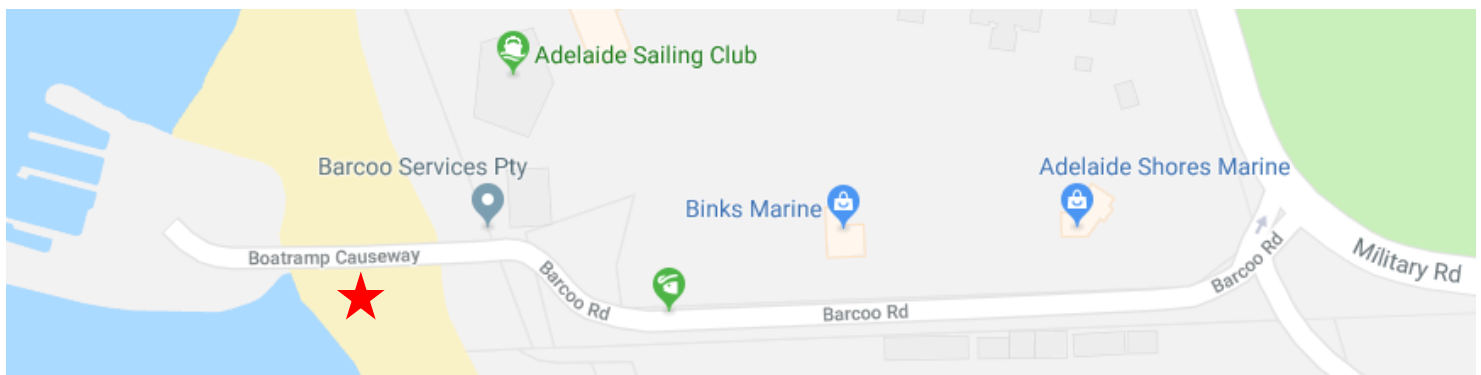 Adelaide Sailing Club
Barcoo Services Pty
Adelaide Shores Marine
Binks Marine
Boatramp Causeway
Barcoo Rd
Barcoo Rd
Barcoo Rd
Military Rd